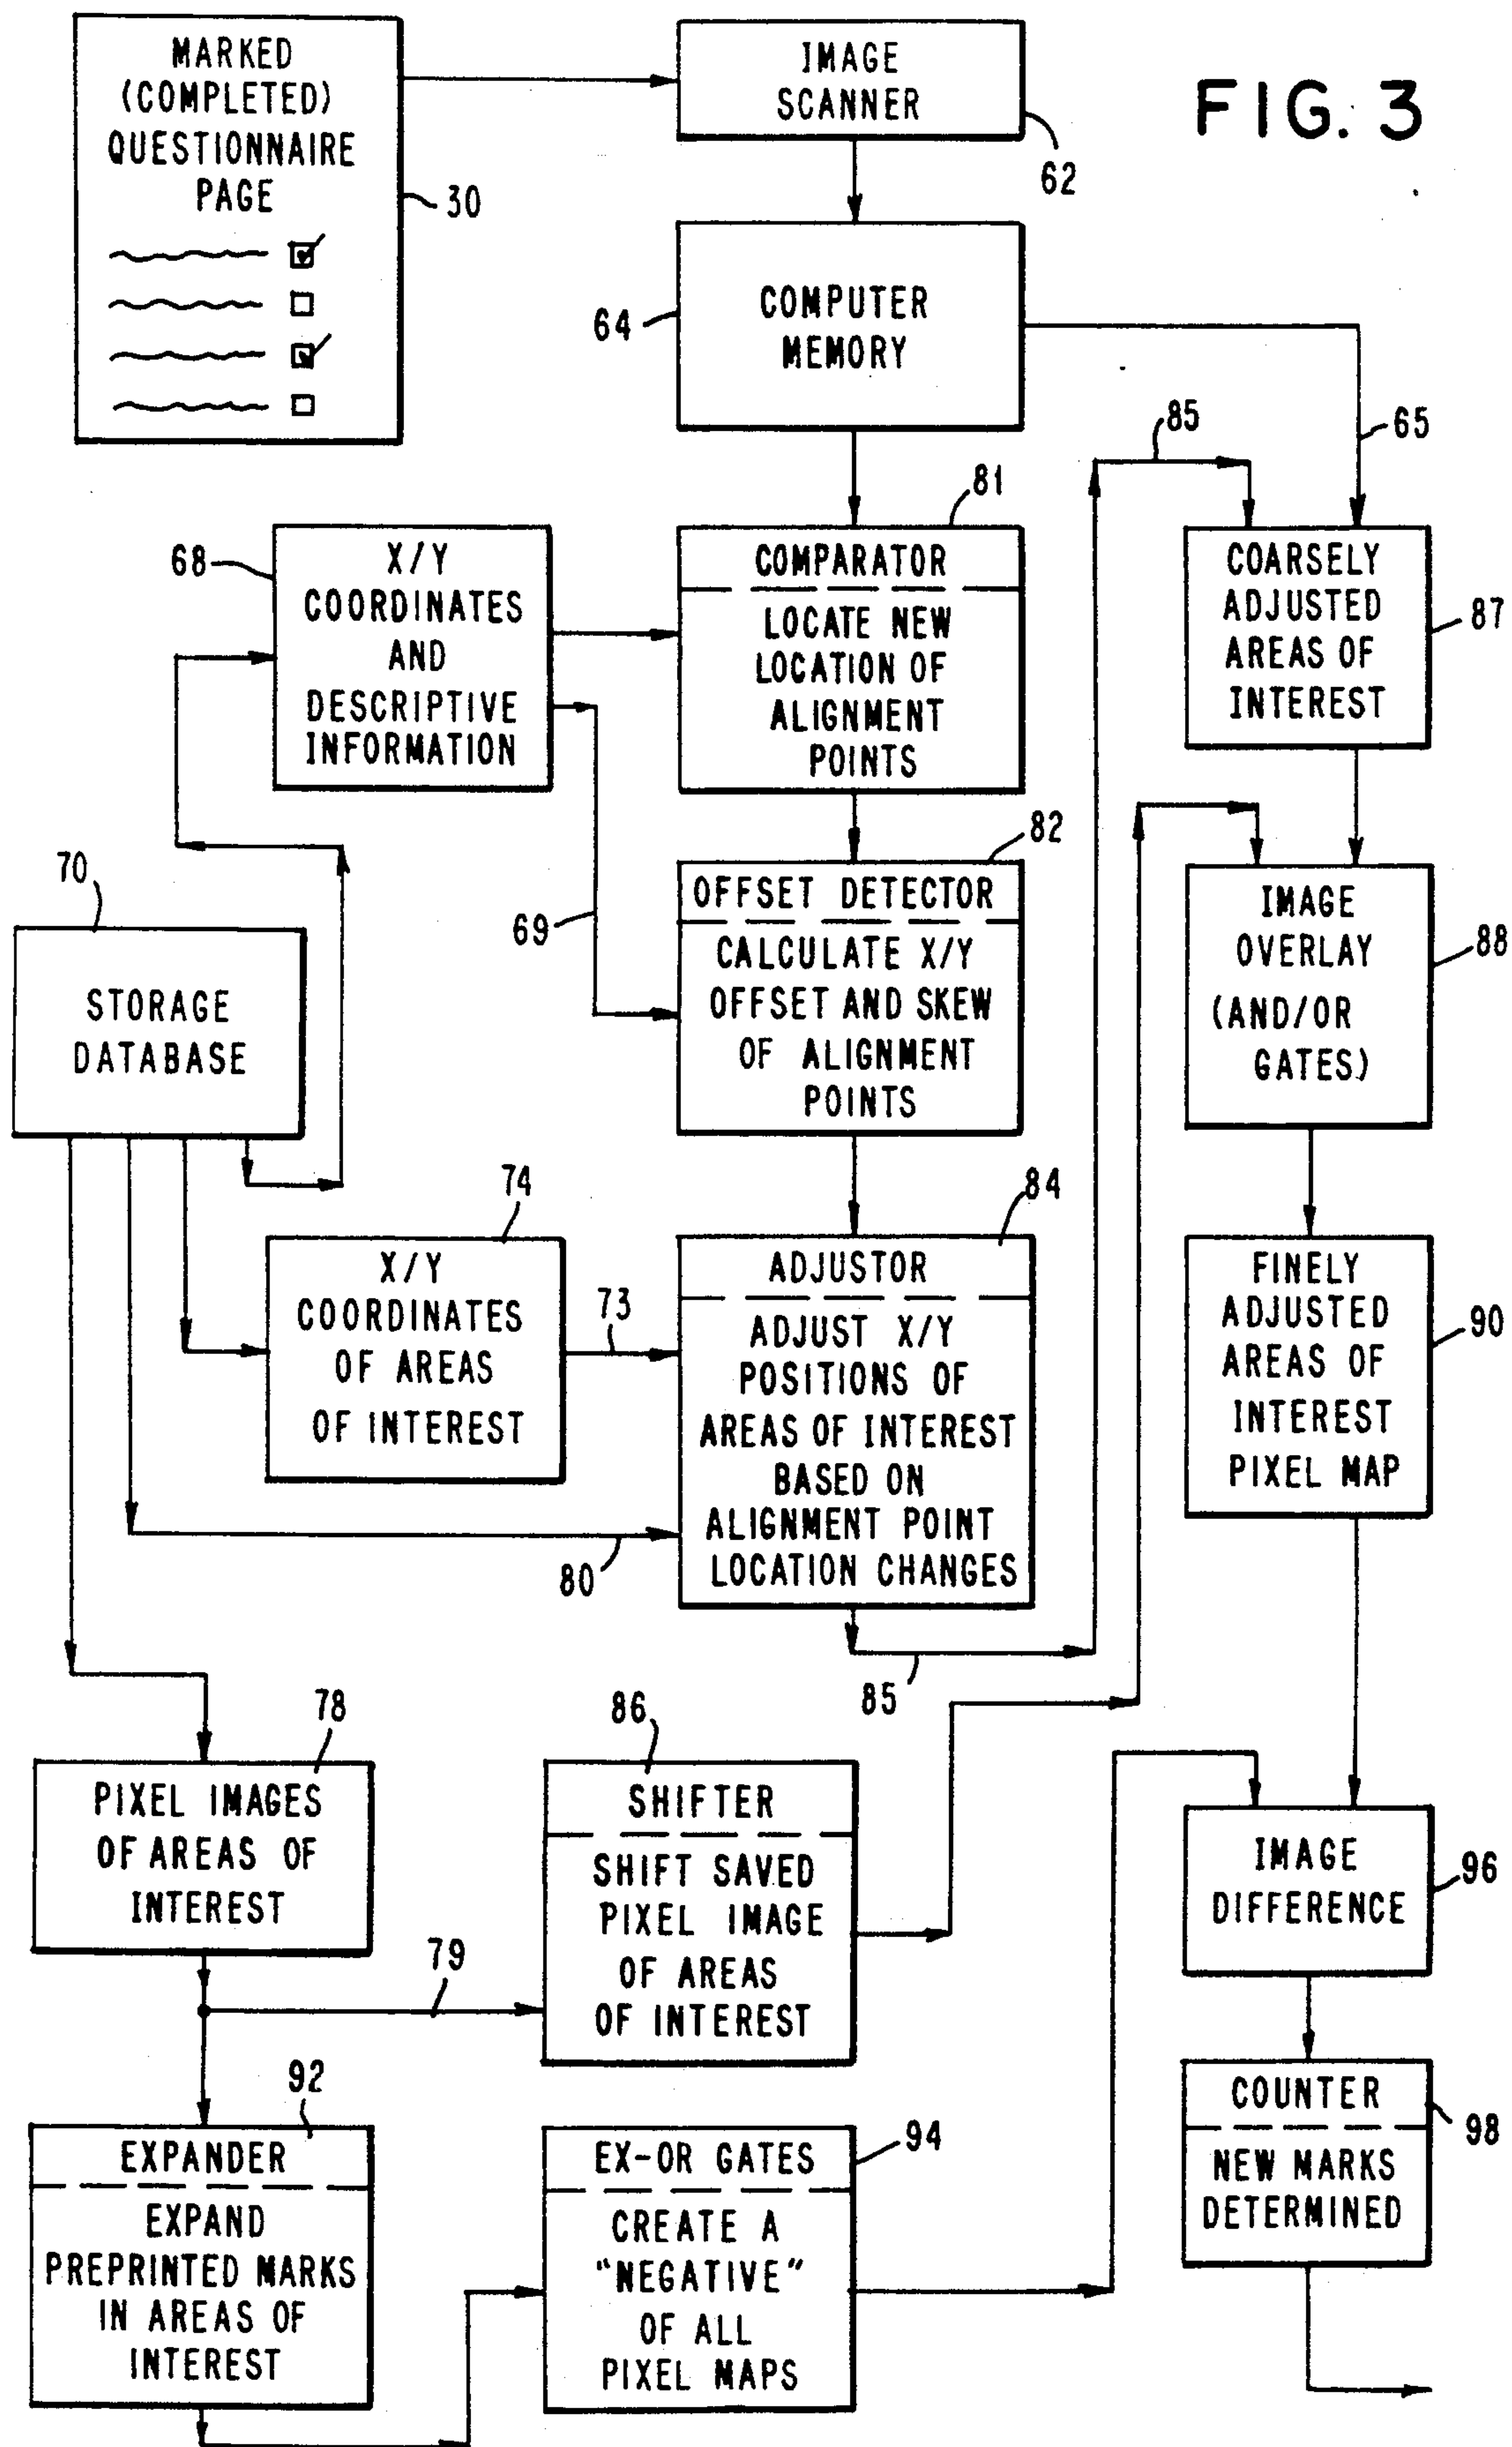 MARKED
(COMPLETED)
QUESTIONNAIRE
PAGE
30
IMAGE
SCANNER
62
FIG. 3
COMPUTER
MEMORY
64
65
85
X/Y
COORDINATES
AND
DESCRIPTIVE
INFORMATION
68
69
COMPARATOR
LOCATE NEW
LOCATION OF
ALIGNMENT
POINTS
81
COARSELY
ADJUSTED
AREAS OF
INTEREST
87
70
STORAGE
DATABASE
OFFSET DETECTOR
CALCULATE X/Y
OFFSET AND SKEW
OF ALIGNMENT
POINTS
82
IMAGE
OVERLAY
(AND/OR
GATES)
88
74
X/Y
COORDINATES
OF AREAS
OF INTEREST
73
80
84
ADJUSTOR
ADJUST X/Y
POSITIONS OF
AREAS OF INTEREST
BASED ON
ALIGNMENT POINT
LOCATION CHANGES
85
FINELY
ADJUSTED
AREAS OF
INTEREST
PIXEL MAP
90
78
PIXEL IMAGES
OF AREAS OF
INTEREST
79
86
SHIFTER
SHIFT SAVED
PIXEL IMAGE
OF AREAS
OF INTEREST
IMAGE
DIFFERENCE
96
92
EXPANDER
EXPAND
PREPRINTED MARKS
IN AREAS OF
INTEREST
94
EX-OR GATES
CREATE A
"NEGATIVE"
OF ALL
PIXEL MAPS
COUNTER
NEW MARKS
DETERMINED
98